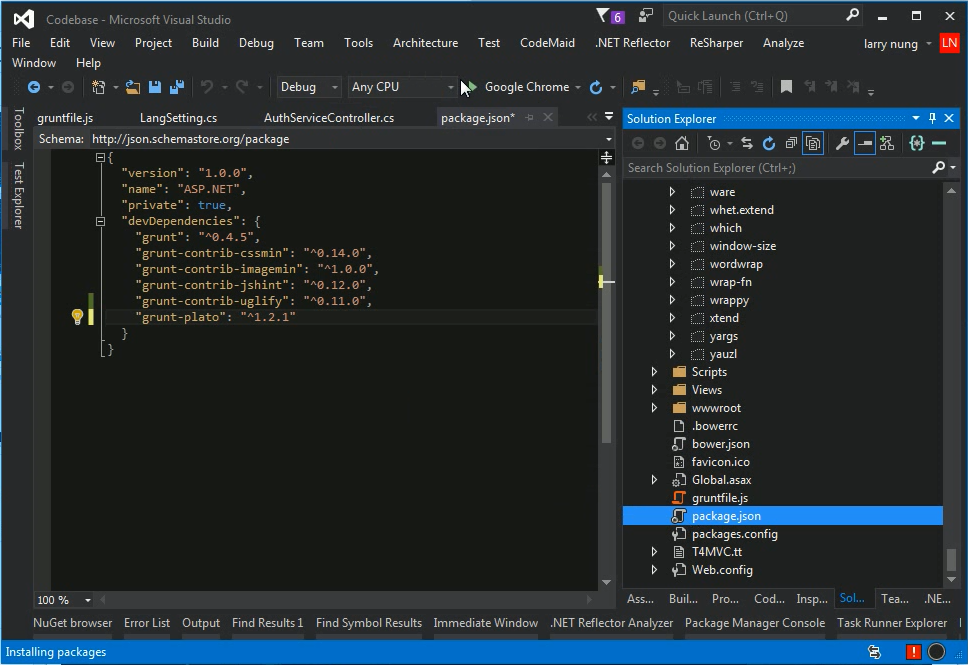 Codebase - Microsoft Visual Studio
6
Quick Launch (Ctrl+Q)
File Edit View Project Build Debug Team Tools Architecture Test CodeMaid .NET Reflector ReSharper Analyze larry nung LN
Window Help
Debug Any CPU Google Chrome
gruntfile.js LangSetting.cs AuthServiceController.cs package.json*
Schema: http://json.schemastore.org/package
Toolbox
Test Explorer
{
"version": "1.0.0",
"name": "ASP.NET",
"private": true,
"devDependencies": {
"grunt": "^0.4.5",
"grunt-contrib-cssmin": "^0.14.0",
"grunt-contrib-imagemin": "^1.0.0",
"grunt-contrib-jshint": "^0.12.0",
"grunt-contrib-uglify": "^0.11.0",
"grunt-plato": "^1.2.1"
}
}
100 %
Solution Explorer
Search Solution Explorer (Ctrl+;)
ware
whet.extend
which
window-size
wordwrap
wrap-fn
wrappy
xtend
yargs
yauzl
Scripts
Views
wwwroot
.bowerrc
bower.json
favicon.ico
Global.asax
gruntfile.js
package.json
packages.config
T4MVC.tt
Web.config
Ass... Buil... Pro... Cod... Insp... Sol... Tea... .NE...
NuGet browser Error List Output Find Results 1 Find Symbol Results Immediate Window .NET Reflector Analyzer Package Manager Console Task Runner Explorer
Installing packages